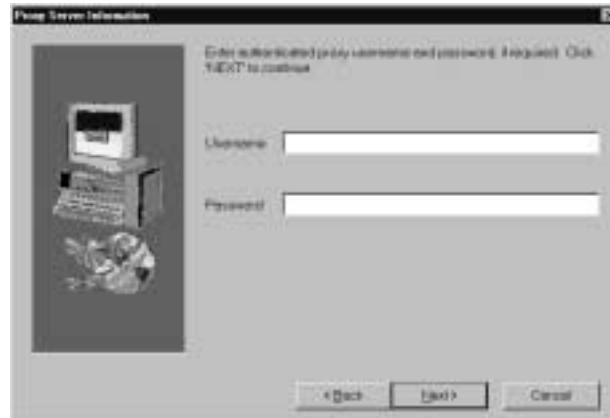 Proxy Server Information
Enter authenticated proxy username and password, if required. Click
'NEXT' to continue.
Username
Password
< Back
Next >
Cancel